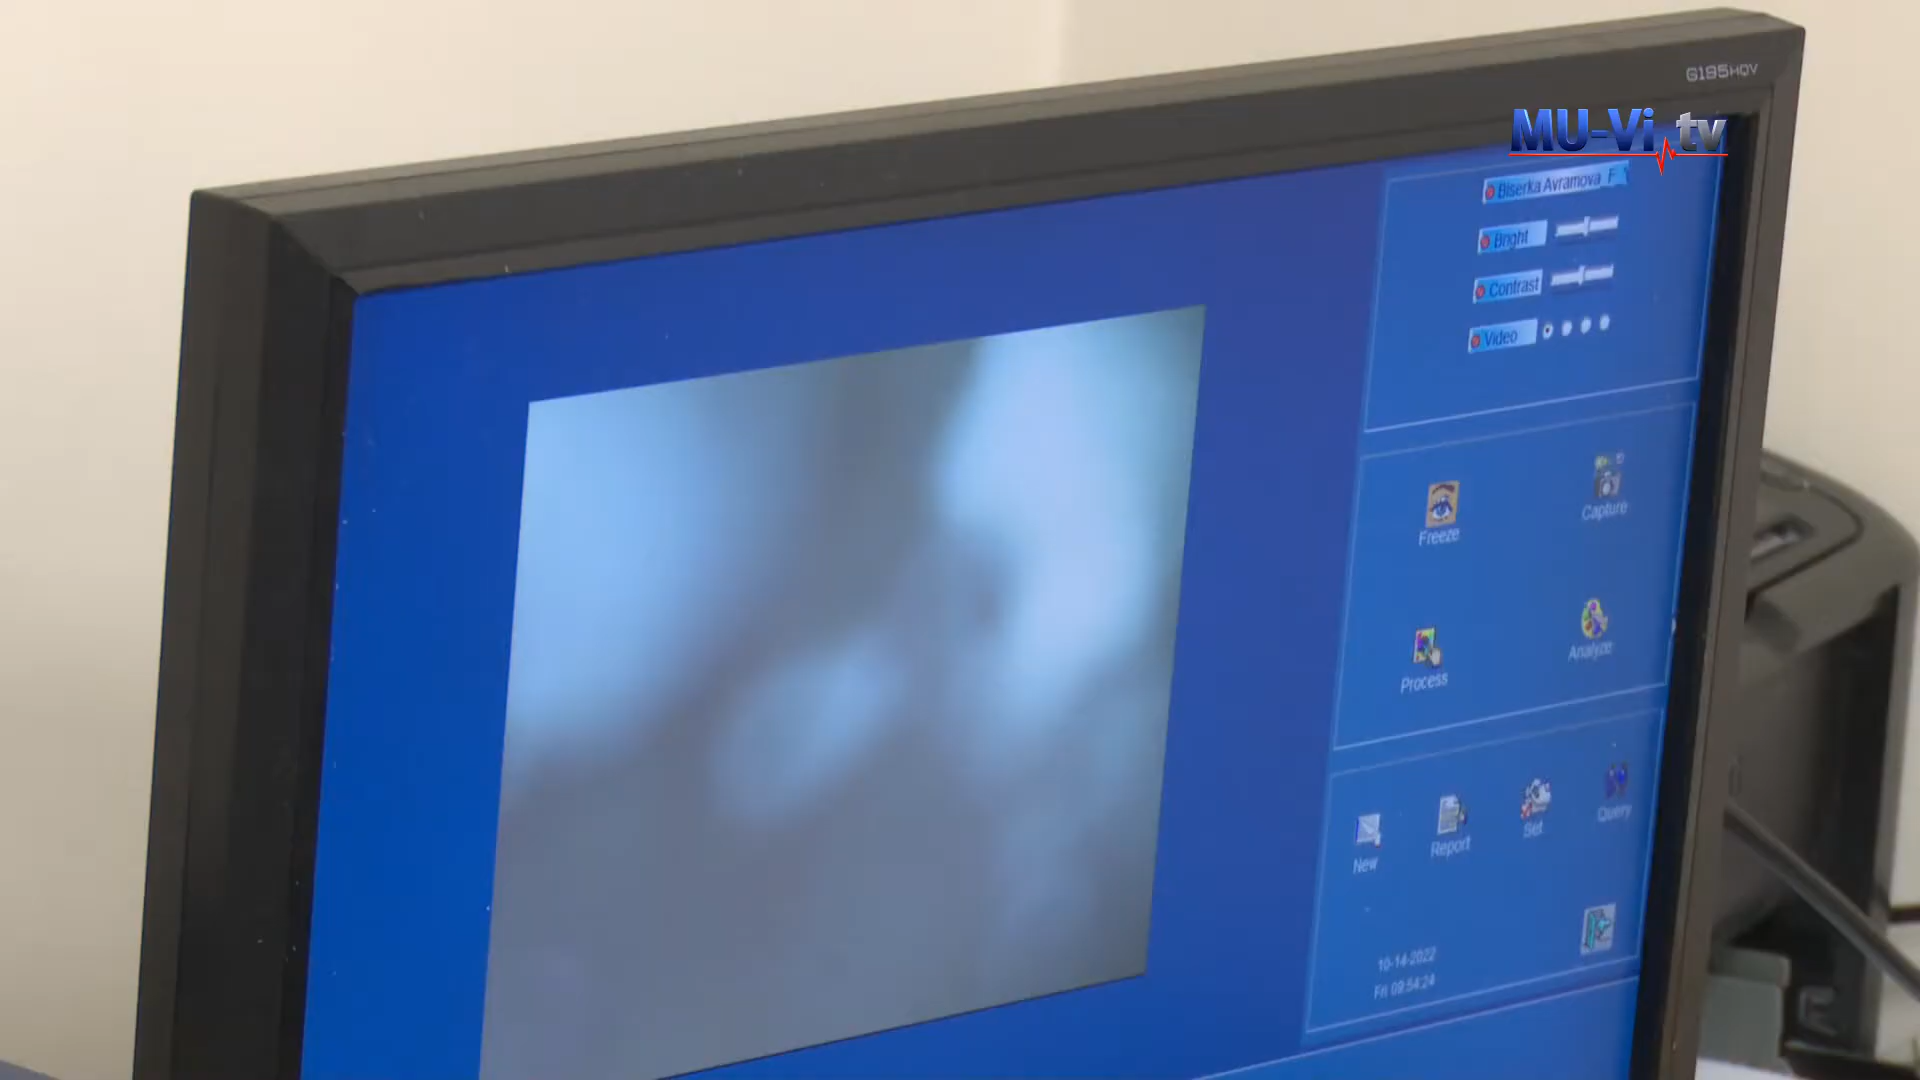 G185HQV
MU-Vi.tv
Biserka Avramova F
Bright
Contrast
Video
Freeze
Capture
Process
Analyze
New
Report
Set
Query
10-14-2022
Fri 09:54:24